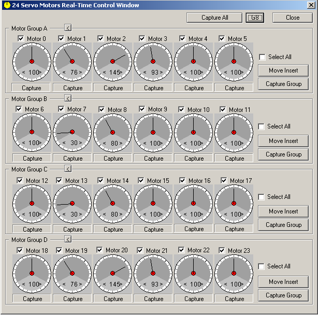 24 Servo Motors Real-Time Control Window
Capture All GB Close
Motor Group A <
Motor 0 Motor 1 Motor 2 Motor 3 Motor 4 Motor 5
< 100> < 76> < 145> < 93> < 100> < 100>
Select All
Move Insert
Capture Capture Capture Capture Capture Capture Capture Group
Motor Group B <
Motor 6 Motor 7 Motor 8 Motor 9 Motor 10 Motor 11
< 100> < 30> < 80> < 100> < 100> < 100>
Select All
Move Insert
Capture Capture Capture Capture Capture Capture Capture Group
Motor Group C <
Motor 12 Motor 13 Motor 14 Motor 15 Motor 16 Motor 17
< 100> < 30> < 80> < 100> < 100> < 100>
Select All
Move Insert
Capture Capture Capture Capture Capture Capture Capture Group
Motor Group D <
Motor 18 Motor 19 Motor 20 Motor 21 Motor 22 Motor 23
< 100> < 76> < 145> < 93> < 100> < 100>
Select All
Move Insert
Capture Capture Capture Capture Capture Capture Capture Group